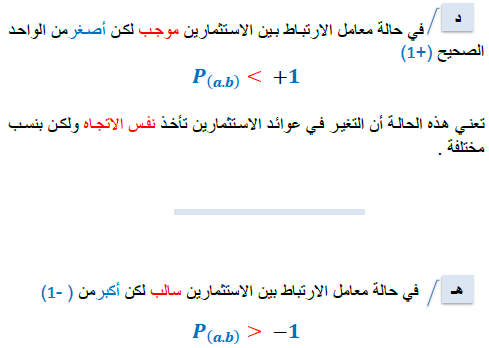 د / في حالة معامل الارتباط بين الاستثمارين موجب لكن أصغر من الواحد
الصحيح (+1)
P(a.b) < +1
تعني هذه الحالة أن التغير في عوائد الاستثمارين تأخذ نفس الاتجاه ولكن بنسب
مختلفة .
هـ / في حالة معامل الارتباط بين الاستثمارين سالب لكن أكبر من ( -1)
P(a.b) > −1